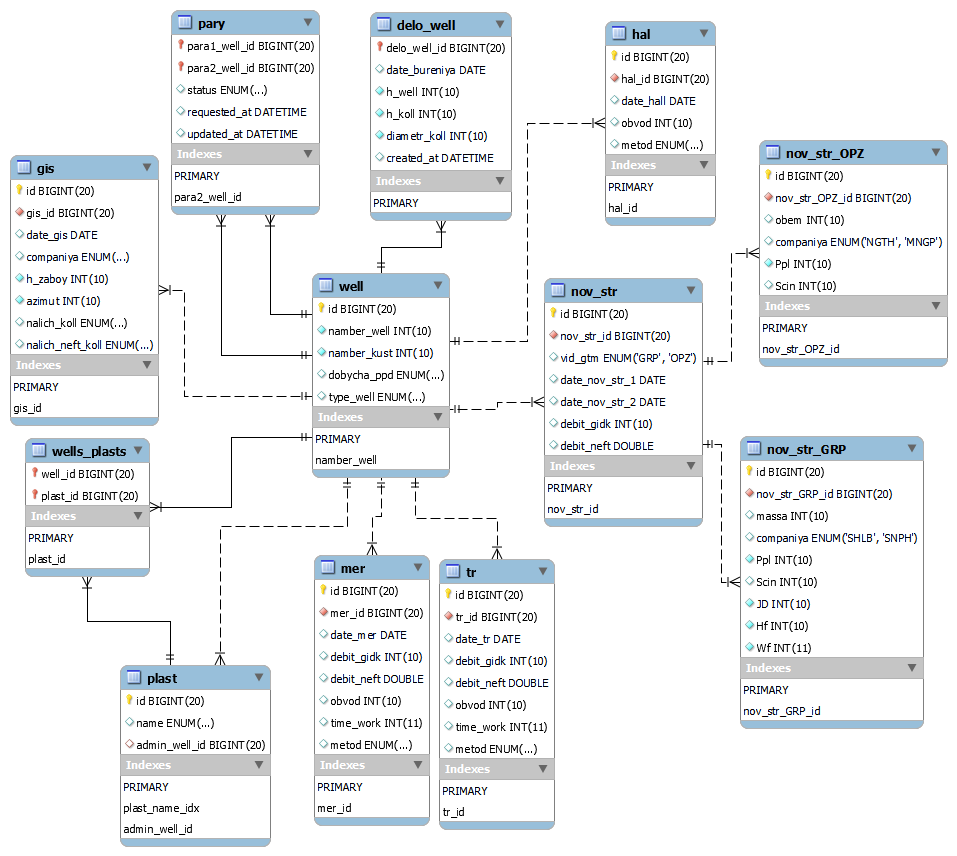 pary
para1_well_id BIGINT(20)
para2_well_id BIGINT(20)
status ENUM(...)
requested_at DATETIME
updated_at DATETIME
Indexes
PRIMARY
para2_well_id
delo_well
delo_well_id BIGINT(20)
date_bureniya DATE
h_well INT(10)
h_koll INT(10)
diametr_koll INT(10)
created_at DATETIME
Indexes
PRIMARY
hal
id BIGINT(20)
hal_id BIGINT(20)
date_hall DATE
obvod INT(10)
metod ENUM(...)
Indexes
PRIMARY
hal_id
nov_str_OPZ
id BIGINT(20)
nov_str_OPZ_id BIGINT(20)
obem INT(10)
companiya ENUM('NGTH', 'MNGP')
Ppl INT(10)
Scin INT(10)
Indexes
PRIMARY
nov_str_OPZ_id
gis
id BIGINT(20)
gis_id BIGINT(20)
date_gis DATE
companiya ENUM(...)
h_zaboy INT(10)
azimut INT(10)
nalich_koll ENUM(...)
nalich_neft_koll ENUM(...)
Indexes
PRIMARY
gis_id
well
id BIGINT(20)
namber_well INT(10)
namber_kust INT(10)
dobycha_ppd ENUM(...)
type_well ENUM(...)
Indexes
PRIMARY
namber_well
nov_str
id BIGINT(20)
nov_str_id BIGINT(20)
vid_gtm ENUM('GRP', 'OPZ')
date_nov_str_1 DATE
date_nov_str_2 DATE
debit_gidk INT(10)
debit_neft DOUBLE
Indexes
PRIMARY
nov_str_id
wells_plasts
well_id BIGINT(20)
plast_id BIGINT(20)
Indexes
PRIMARY
plast_id
nov_str_GRP
id BIGINT(20)
nov_str_GRP_id BIGINT(20)
massa INT(10)
companiya ENUM('SHLB', 'SNPH')
Ppl INT(10)
Scin INT(10)
JD INT(10)
Hf INT(10)
Wf INT(11)
Indexes
PRIMARY
nov_str_GRP_id
mer
id BIGINT(20)
mer_id BIGINT(20)
date_mer DATE
debit_gidk INT(10)
debit_neft DOUBLE
obvod INT(10)
time_work INT(11)
metod ENUM(...)
Indexes
PRIMARY
mer_id
tr
id BIGINT(20)
tr_id BIGINT(20)
date_tr DATE
debit_gidk INT(10)
debit_neft DOUBLE
obvod INT(10)
time_work INT(11)
metod ENUM(...)
Indexes
PRIMARY
tr_id
plast
id BIGINT(20)
name ENUM(...)
admin_well_id BIGINT(20)
Indexes
PRIMARY
plast_name_idx
admin_well_id